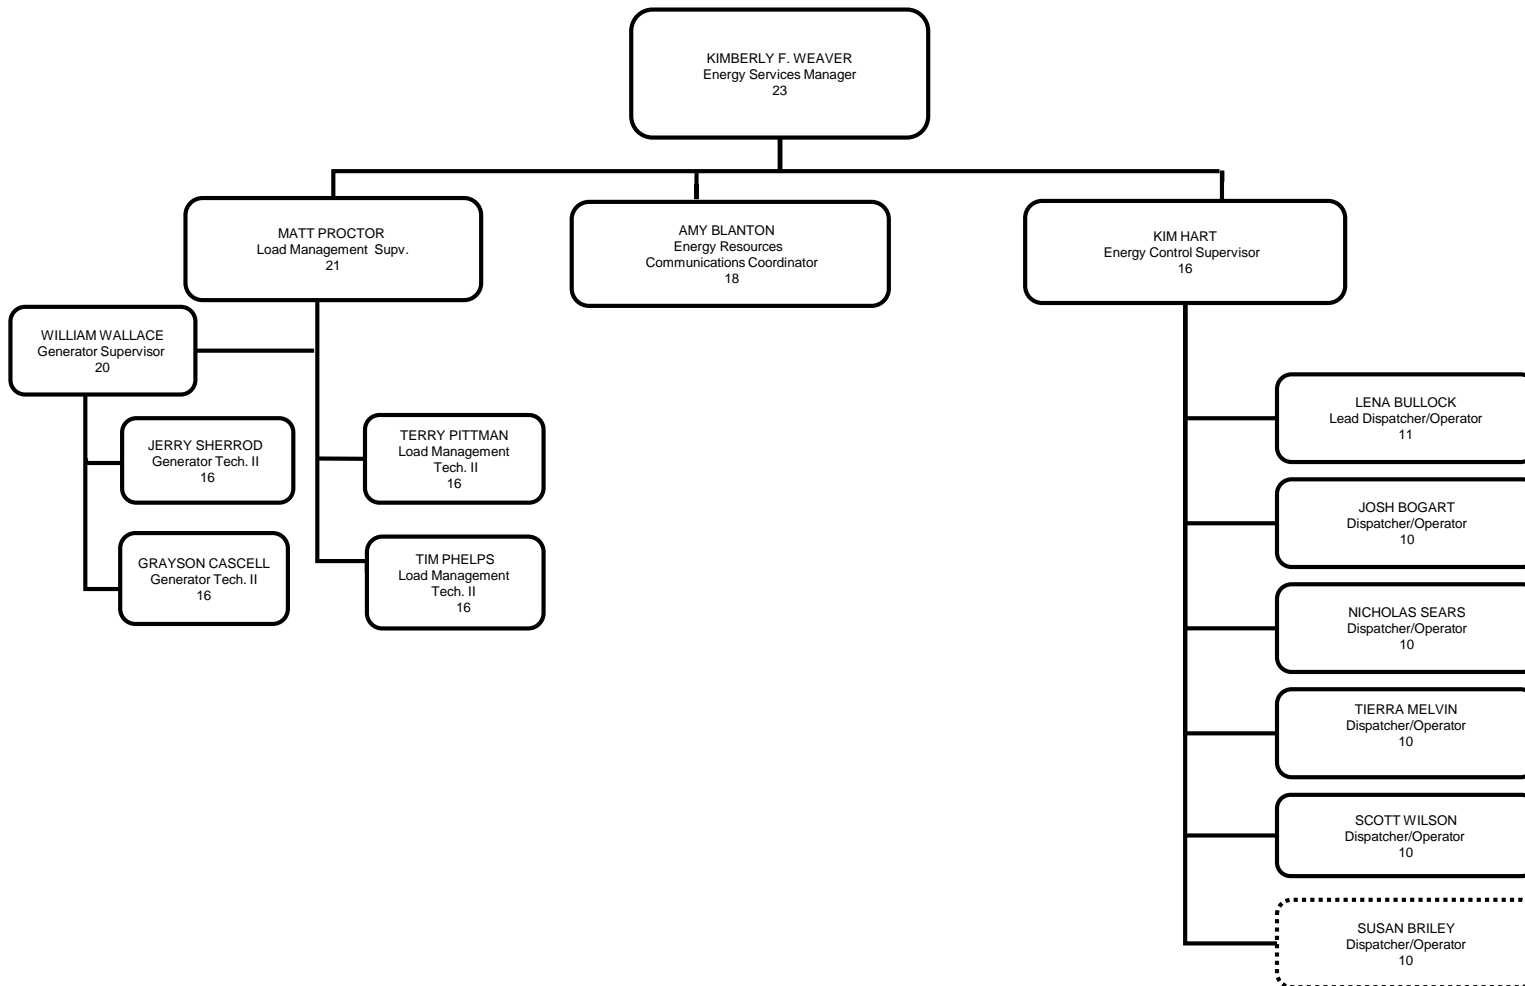 KIMBERLY F. WEAVER
Energy Services Manager
23
MATT PROCTOR
Load Management Supv.
21
AMY BLANTON
Energy Resources
Communications Coordinator
18
KIM HART
Energy Control Supervisor
16
WILLIAM WALLACE
Generator Supervisor
20
JERRY SHERROD
Generator Tech. II
16
GRAYSON CASCELL
Generator Tech. II
16
TERRY PITTMAN
Load Management
Tech. II
16
TIM PHELPS
Load Management
Tech. II
16
LENA BULLOCK
Lead Dispatcher/Operator
11
JOSH BOGART
Dispatcher/Operator
10
NICHOLAS SEARS
Dispatcher/Operator
10
TIERRA MELVIN
Dispatcher/Operator
10
SCOTT WILSON
Dispatcher/Operator
10
SUSAN BRILEY
Dispatcher/Operator
10